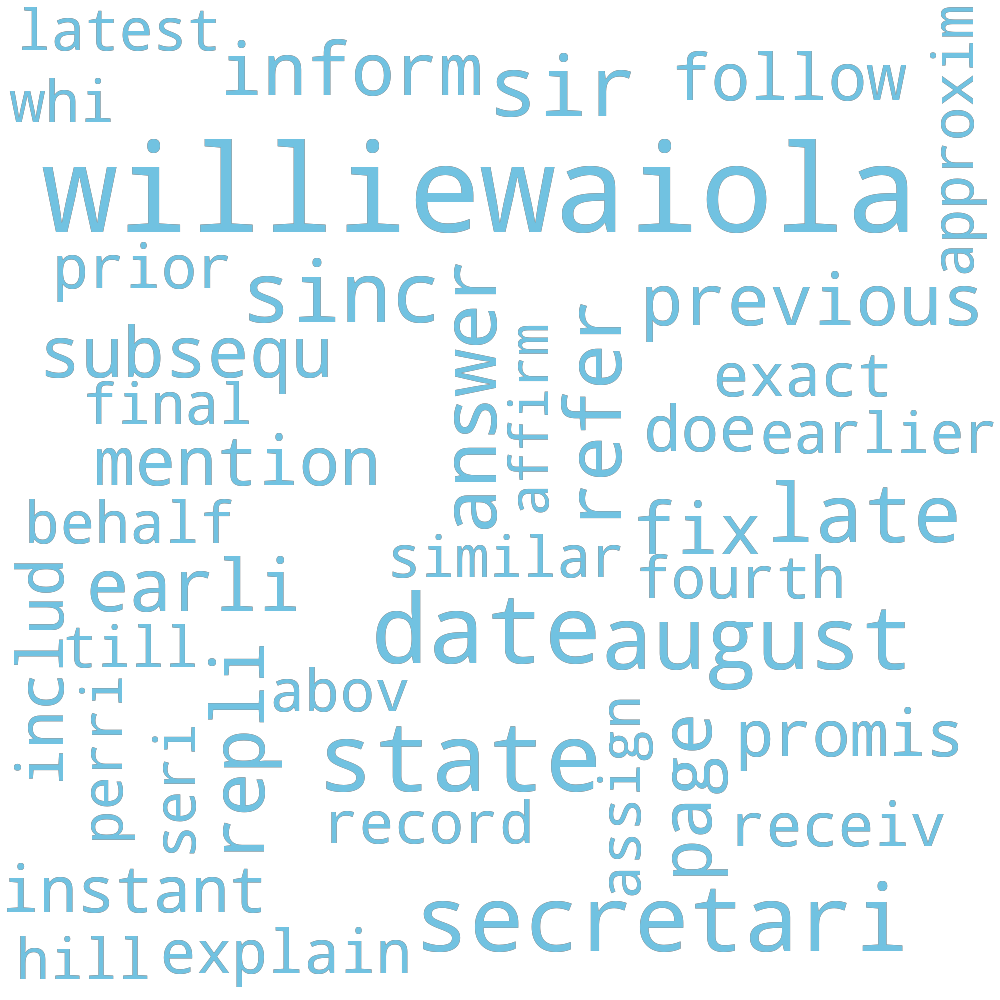 latest
inform
sir
follow
approxim
whi
williewaiola
prior
sinc
answer
previous
subsequ
affirm
refer
exact
final
doe
earlier
mention
behalf
fix
late
similar
fourth
earli
includ
till
date
august
repli
abov
perri
seri
state
assign
page
promis
record
receiv
instant
secretari
hill
explain